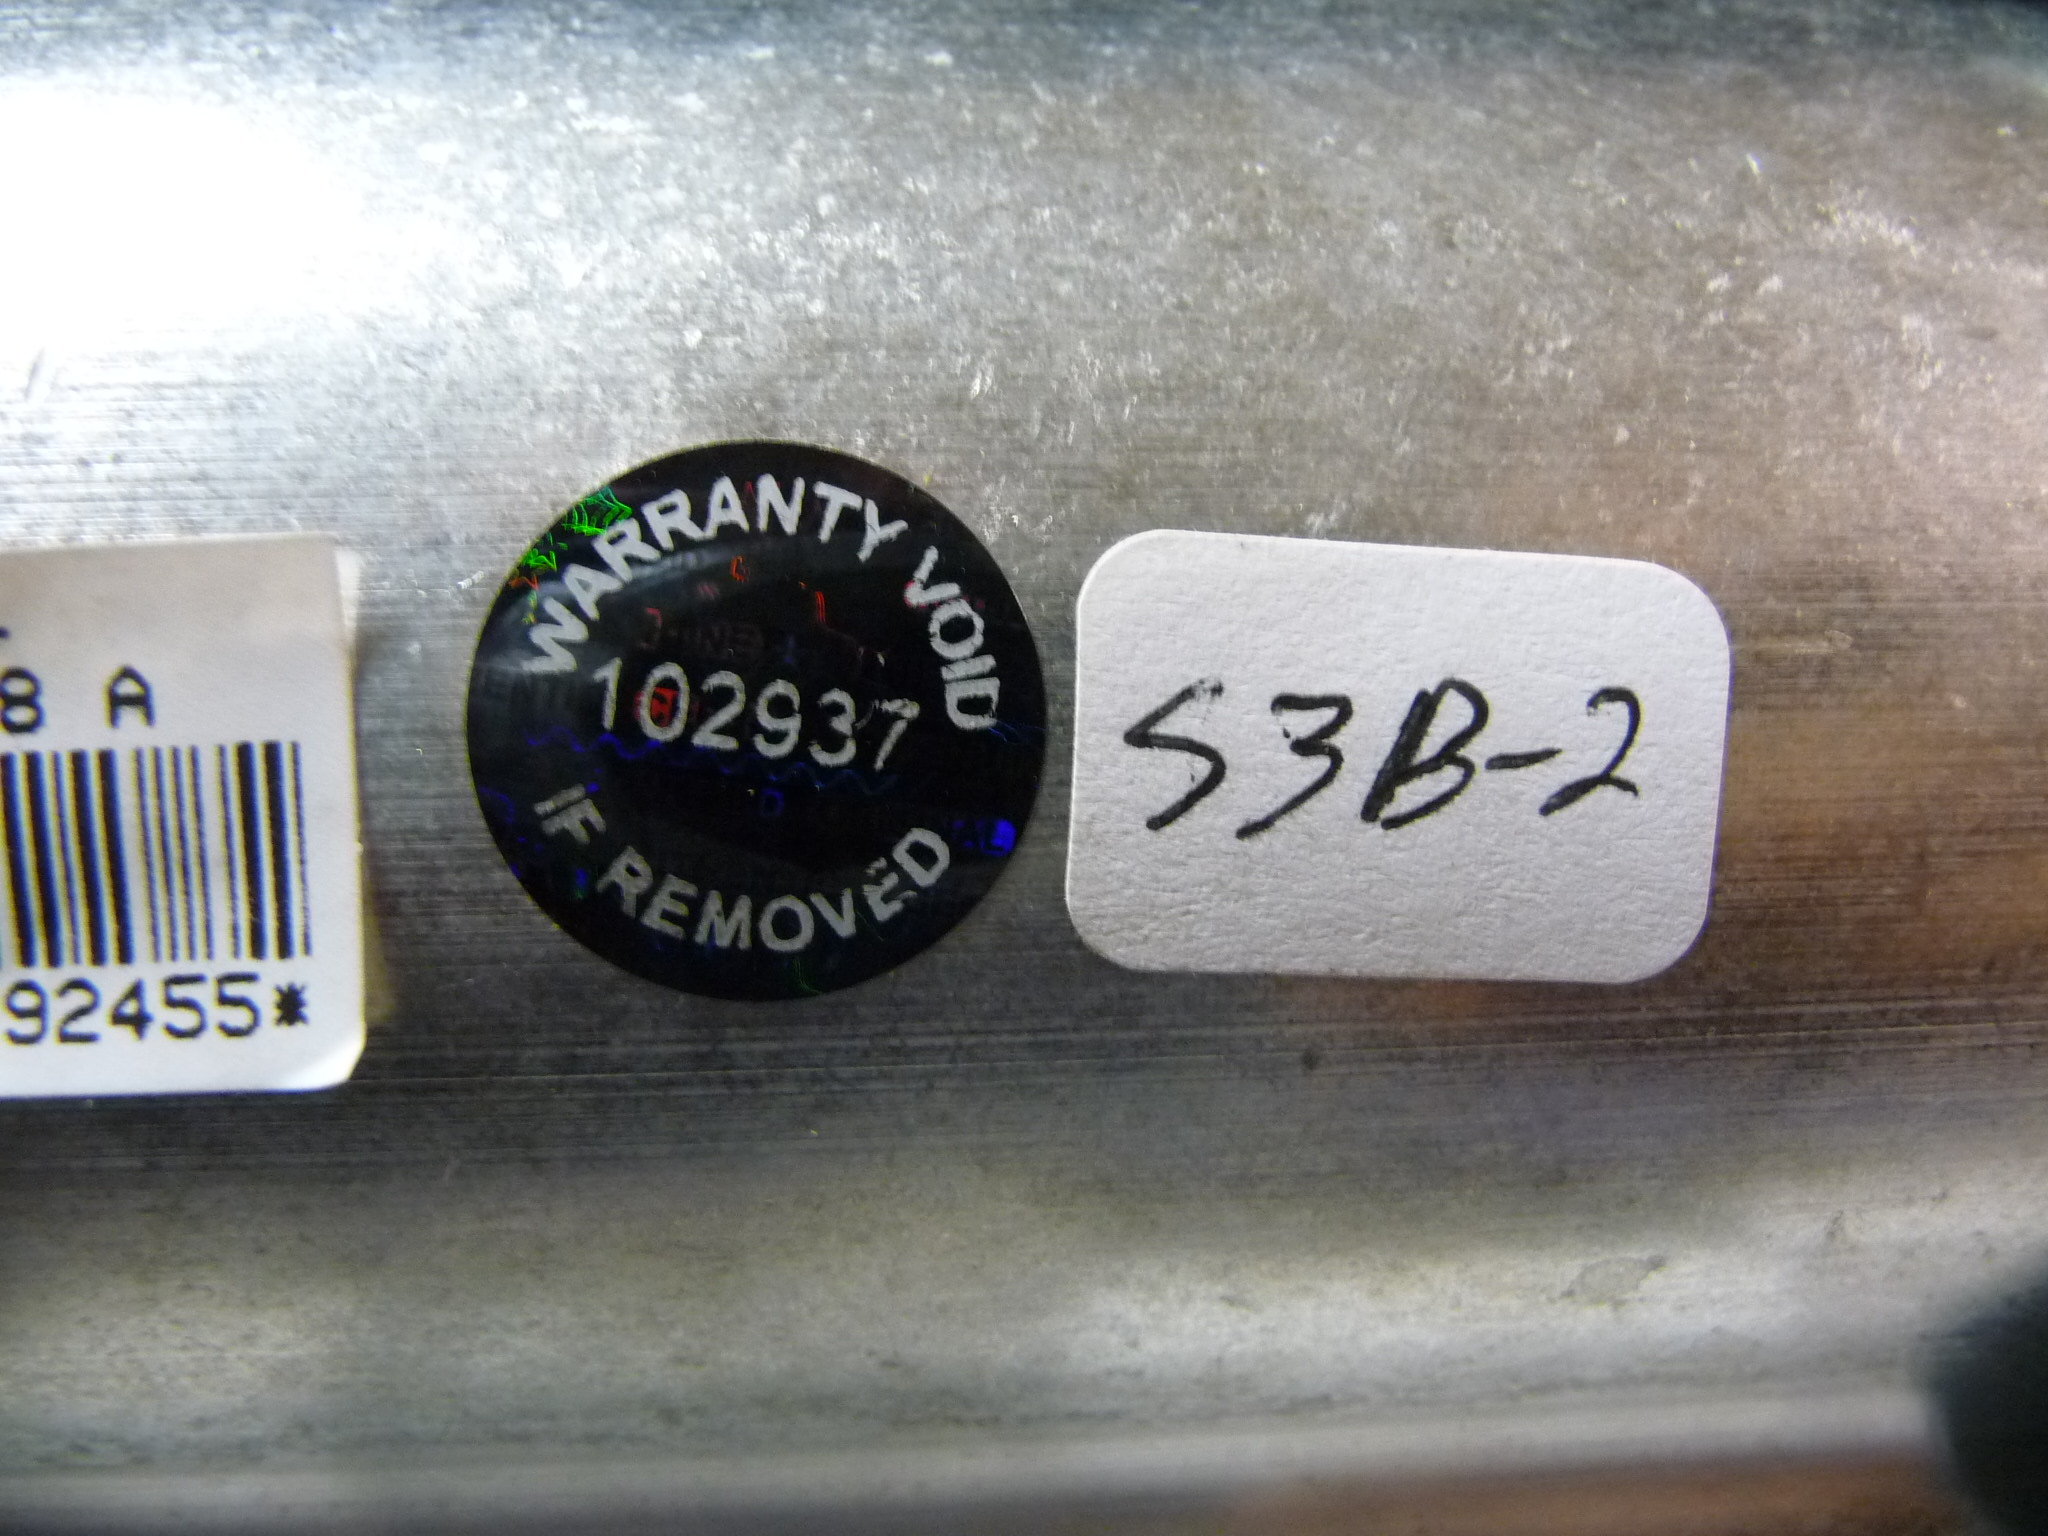 8 A
92455*
WARRANTY VOID
102937
IF REMOVED
S3B-2